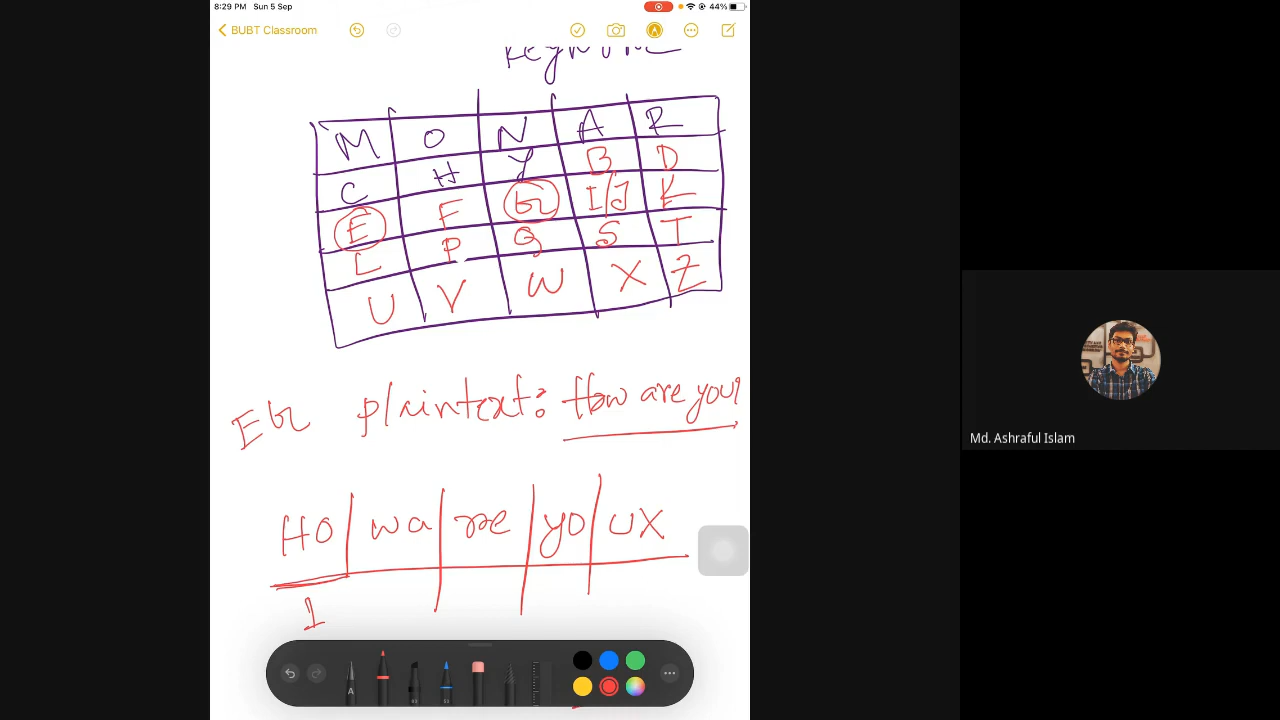 8:29 PM Sun 5 Sep 44%
BUBT Classroom
M O N A R
C H Y B D
E F G I/J K
L P Q S T
U V W X Z
EG plaintext: How are you?
HO wa re yo UX
1
A
Md. Ashraful Islam